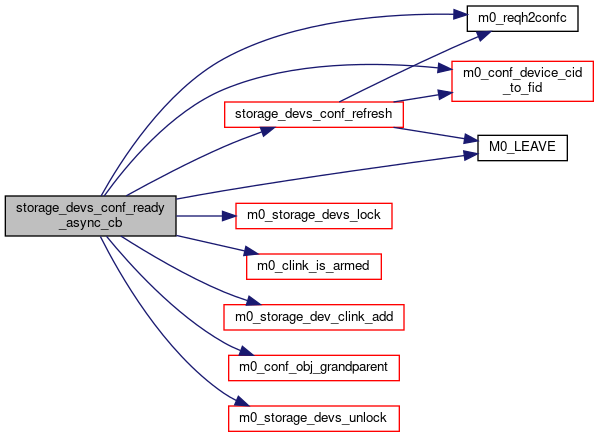 m0_reqh2confc
m0_conf_device_cid
_to_fid
storage_devs_conf_refresh
M0_LEAVE
storage_devs_conf_ready
_async_cb
m0_storage_devs_lock
m0_clink_is_armed
m0_storage_dev_clink_add
m0_conf_obj_grandparent
m0_storage_devs_unlock